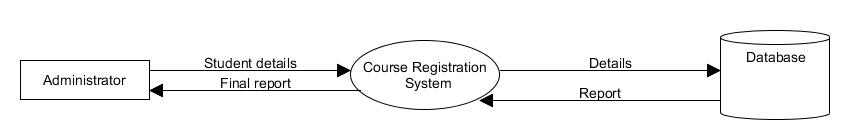 Student details
Administrator
Final report
Course Registration
System
Details
Report
Database